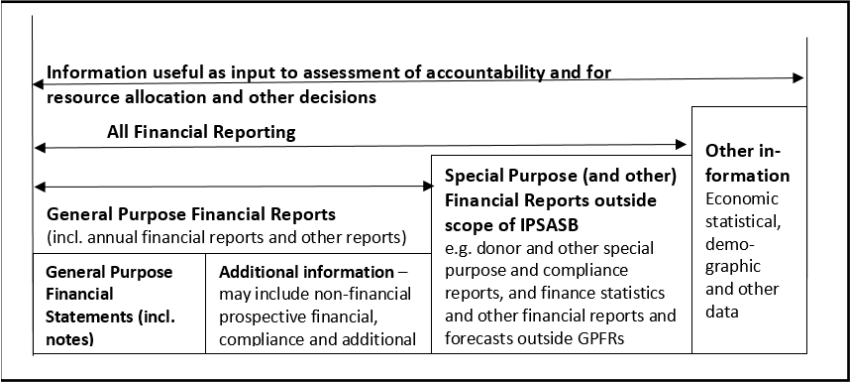 Information useful as input to assessment of accountability and for
resource allocation and other decisions
All Financial Reporting
General Purpose Financial Reports
(incl. annual financial reports and other reports)
General Purpose
Financial
Statements (incl.
notes)
Additional information –
may include non-financial
prospective financial,
compliance and additional
Special Purpose (and other)
Financial Reports outside
scope of IPSASB
e.g. donor and other special
purpose and compliance
reports, and finance statistics
and other financial reports and
forecasts outside GPFRs
Other in-
formation
Economic
statistical,
demo-
graphic
and other
data